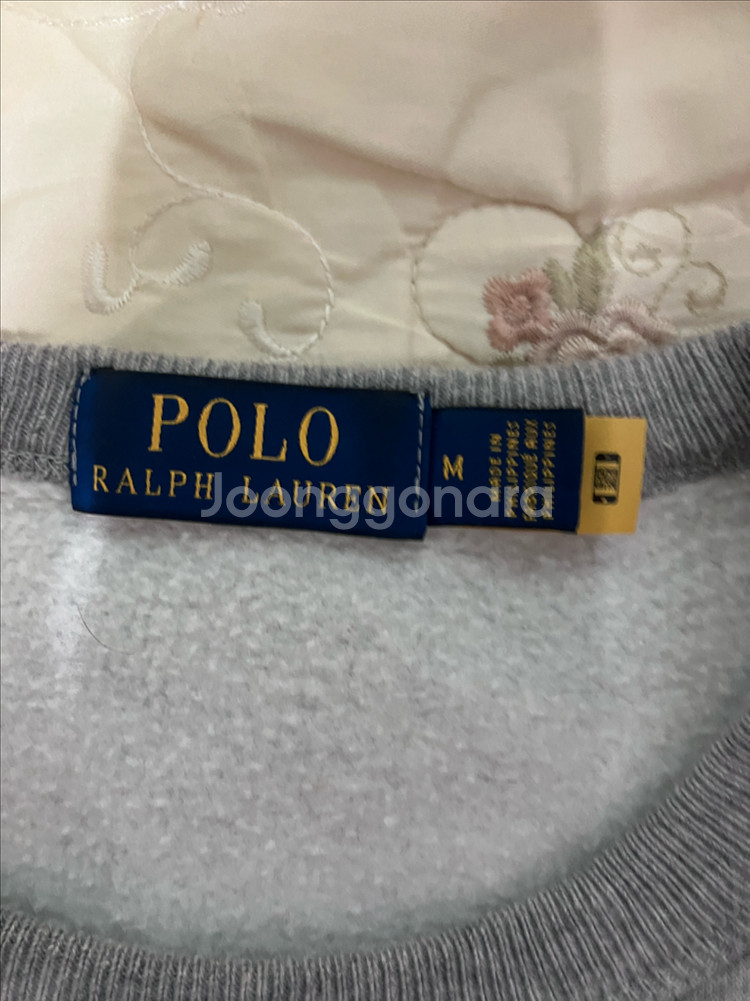 POLO
RALPH LAUREN
M
MADE IN
PHILIPPINES
FABRIQUÉ AUX
PHILIPPINES
Joonggonara